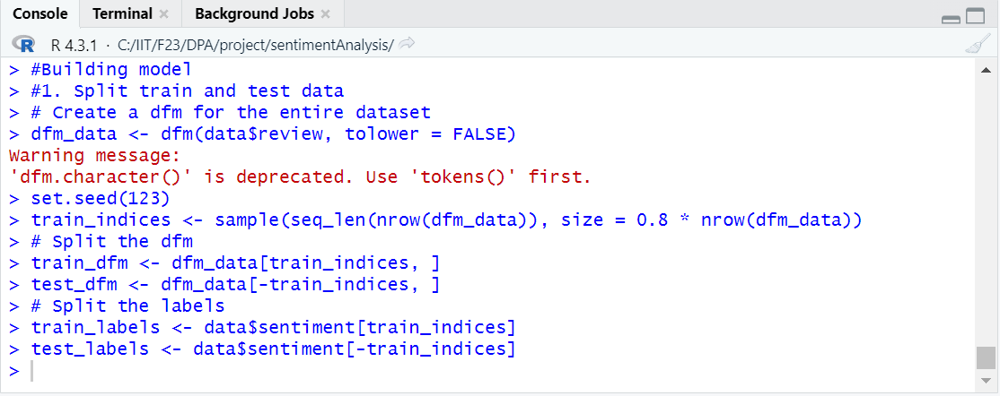 Console Terminal Background Jobs
R R 4.3.1 · C:/IIT/F23/DPA/project/sentimentAnalysis/
> #Building model
> #1. Split train and test data
> # Create a dfm for the entire dataset
> dfm_data <- dfm(data$review, tolower = FALSE)
Warning message:
'dfm.character()' is deprecated. Use 'tokens()' first.
> set.seed(123)
> train_indices <- sample(seq_len(nrow(dfm_data)), size = 0.8 * nrow(dfm_data))
> # Split the dfm
> train_dfm <- dfm_data[train_indices, ]
> test_dfm <- dfm_data[-train_indices, ]
> # Split the labels
> train_labels <- data$sentiment[train_indices]
> test_labels <- data$sentiment[-train_indices]
>